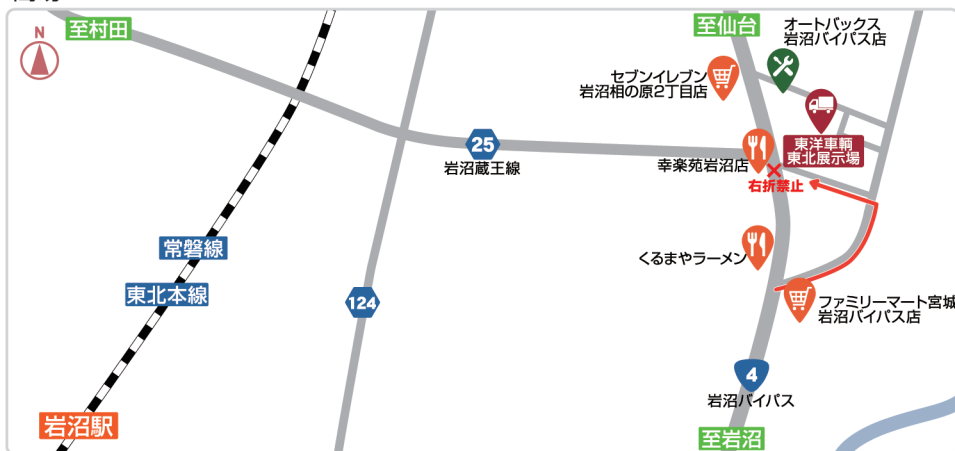 N
至村田
至仙台
オートバックス
岩沼バイパス店
セブンイレブン
岩沼相の原2丁目店
東洋車輌
東北展示場
25
岩沼蔵王線
幸楽苑岩沼店
右折禁止
常磐線
東北本線
くるまやラーメン
124
ファミリーマート宮城
岩沼バイパス店
4
岩沼バイパス
岩沼駅
至岩沼